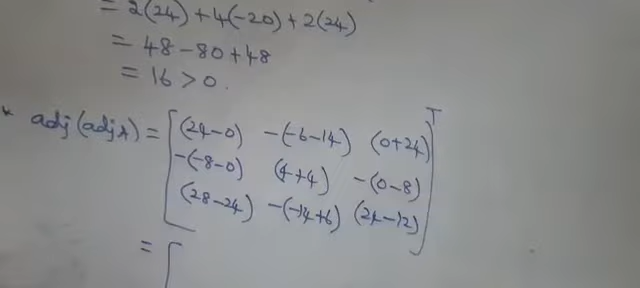 = 2(24)+4(-20)+2(24)
= 48-80+48
= 16>0.
* adj(adjA) = [(24-0) -(-6-14) (0+24)]T
-(-8-0) (4+4) -(0-8)
(28-24) -(-14+6) (24-12)
= [